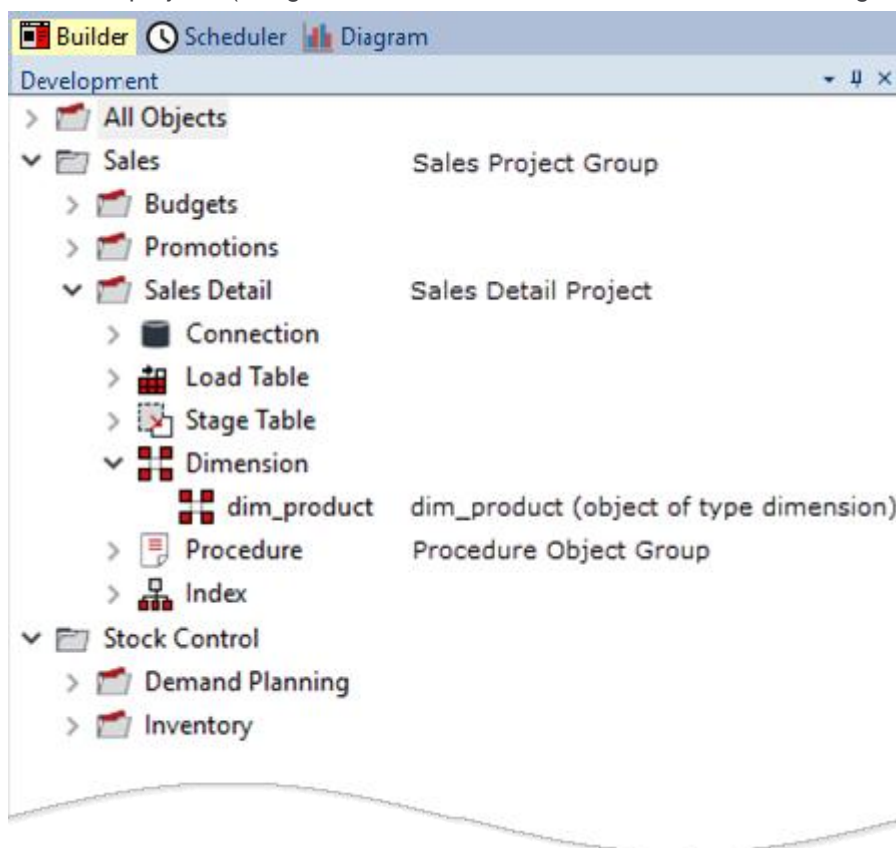 Builder Scheduler Diagram
Development
All Objects
Sales Sales Project Group
Budgets
Promotions
Sales Detail Sales Detail Project
Connection
Load Table
Stage Table
Dimension
dim_product dim_product (object of type dimension)
Procedure Procedure Object Group
Index
Stock Control
Demand Planning
Inventory